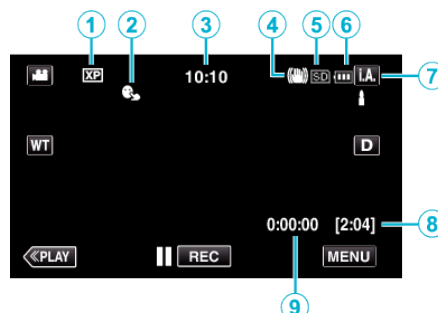 1 2 3 4 5 6
XP 10:10 SD i.A. 7
WT D
0:00:00 [2:04] 8
≪PLAY REC MENU
9